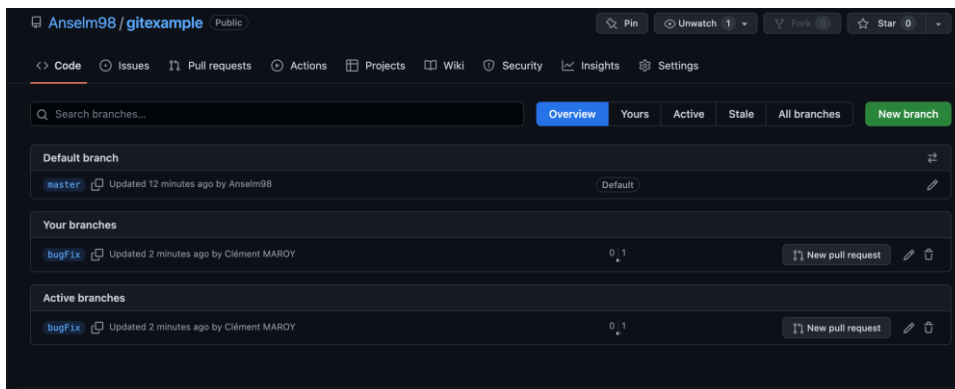 Anselm98 / gitexample Public Pin Unwatch 1 Fork 0 Star 0
Code Issues Pull requests Actions Projects Wiki Security Insights Settings
Search branches... Overview Yours Active Stale All branches New branch
Default branch
master Updated 12 minutes ago by Anselm98 Default
Your branches
bugFix Updated 2 minutes ago by Clément MAROY 0 1 New pull request
Active branches
bugFix Updated 2 minutes ago by Clément MAROY 0 1 New pull request